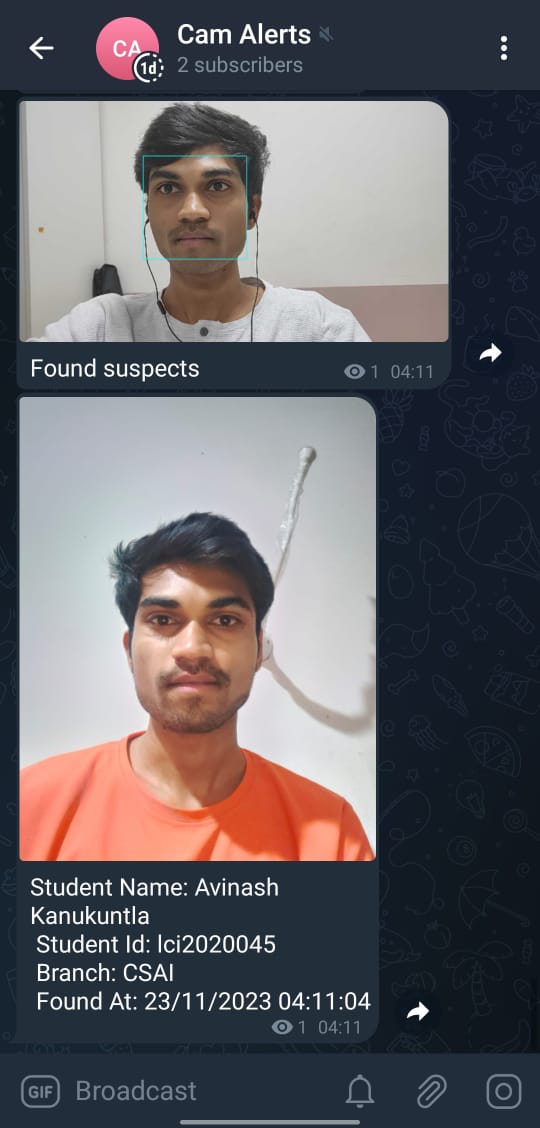 CA
1d
Cam Alerts
2 subscribers
Found suspects
1 04:11
Student Name: Avinash
Kanukuntla
Student Id: lci2020045
Branch: CSAI
Found At: 23/11/2023 04:11:04
1 04:11
GIF
Broadcast